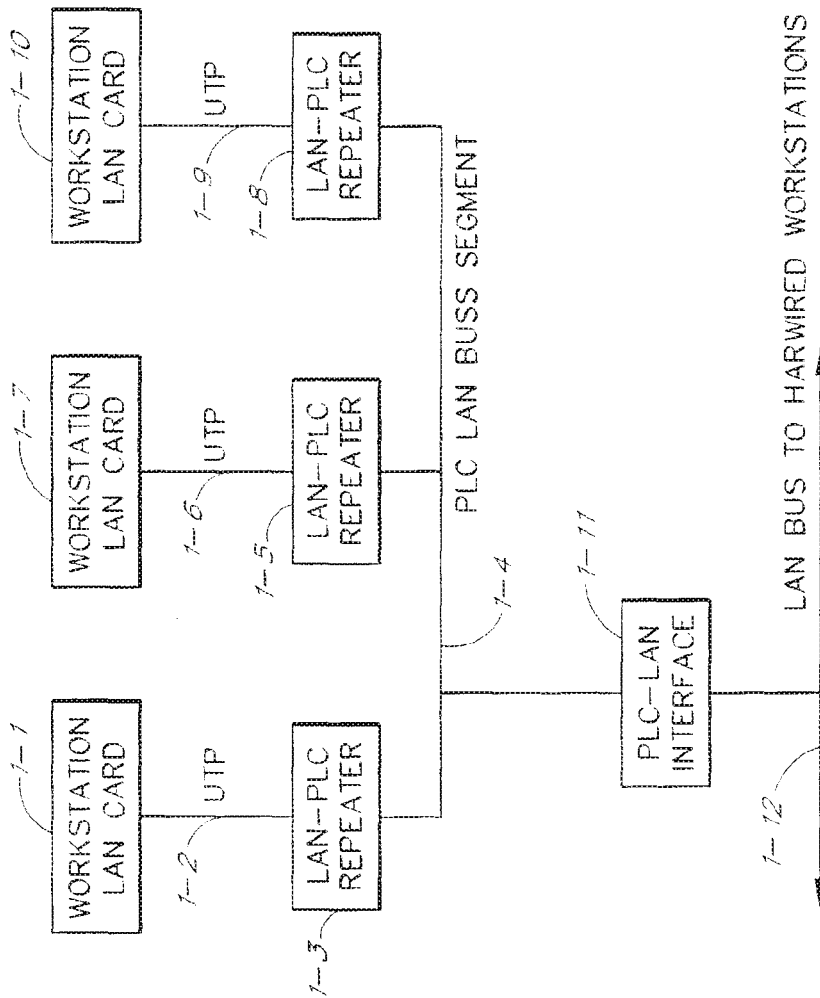 1-1
1-7
1-10
WORKSTATION
LAN CARD
WORKSTATION
LAN CARD
WORKSTATION
LAN CARD
1-2
UTP
1-6
UTP
1-9
UTP
1-3
LAN-PLC
REPEATER
1-5
LAN-PLC
REPEATER
1-8
LAN-PLC
REPEATER
PLC LAN BUSS SEGMENT
1-4
1-11
PLC-LAN
INTERFACE
1-12
LAN BUS TO HARWIRED WORKSTATIONS